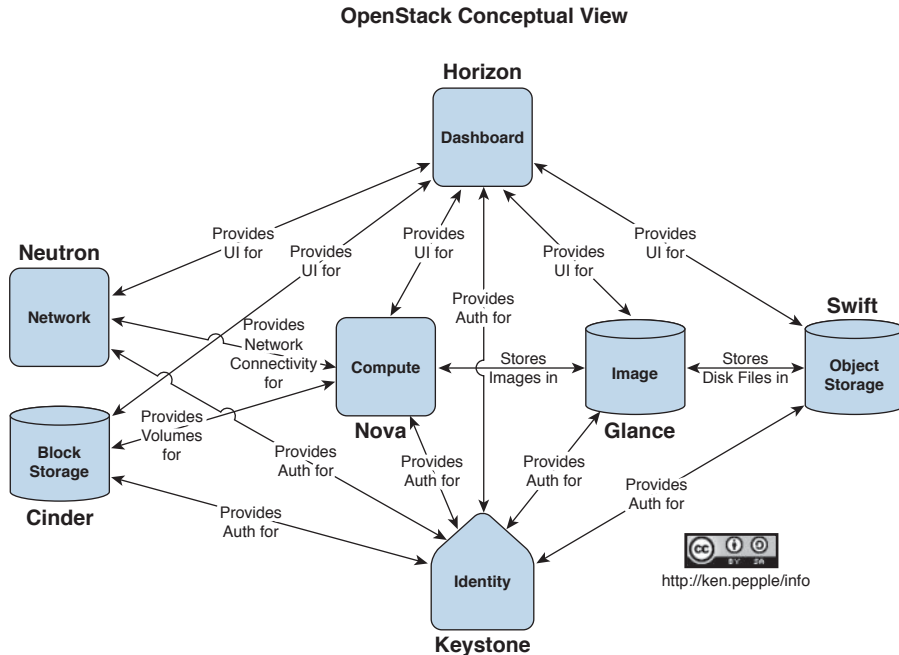 OpenStack Conceptual View
Horizon
Dashboard
Provides
UI for
Provides
UI for
Provides
UI for
Provides
UI for
Provides
UI for
Neutron
Network
Provides
Network
Connectivity
for
Provides
Auth for
Swift
Object
Storage
Compute
Nova
Stores
Images in
Image
Glance
Stores
Disk Files in
Block
Storage
Cinder
Provides
Volumes
for
Provides
Auth for
Provides
Auth for
Provides
Auth for
Provides
Auth for
Provides
Auth for
Identity
Keystone
cc
BY SA
http://ken.pepple/info